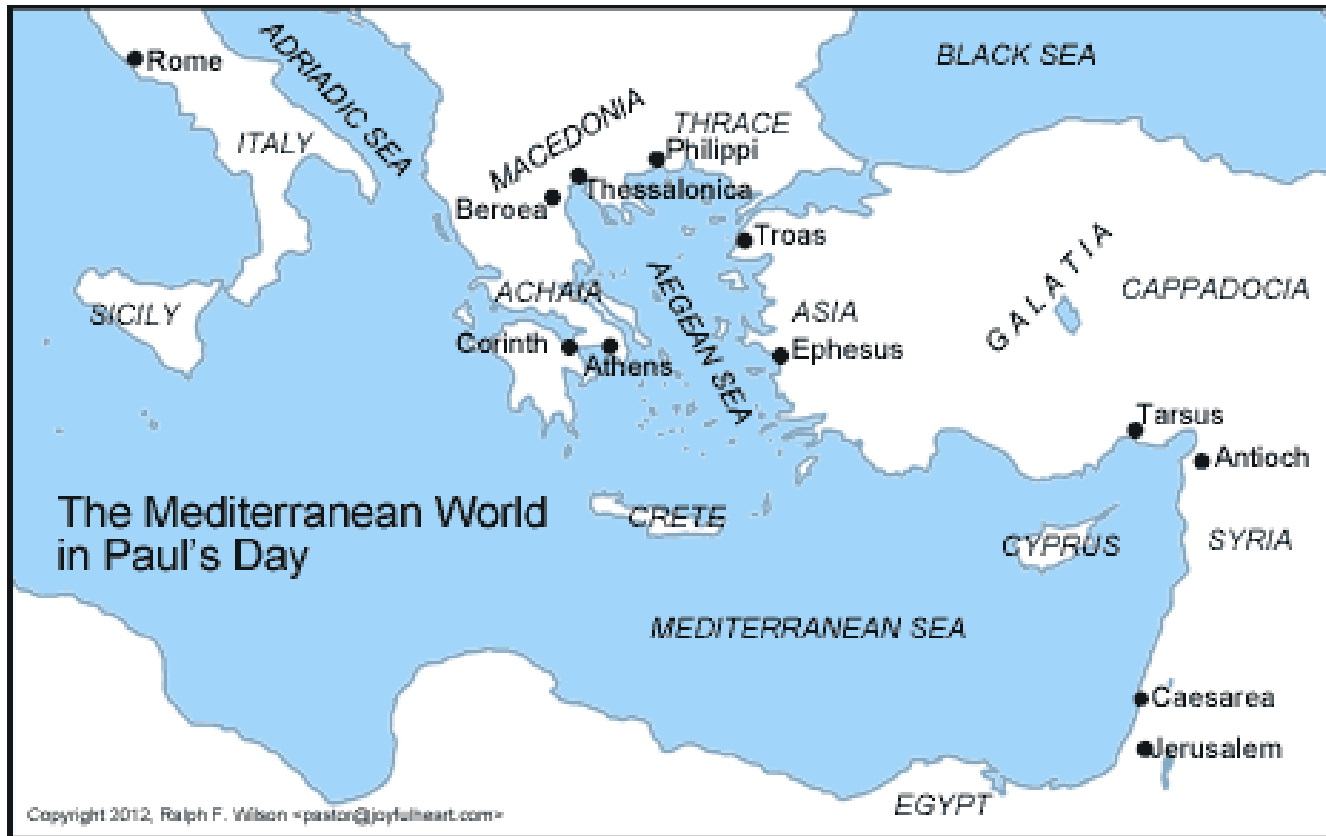 Rome
ADRIADIC SEA
BLACK SEA
ITALY
MACEDONIA
THRACE
Philippi
Thessalonica
Beroea
Troas
SICILY
ACHAIA
AEGEAN SEA
ASIA
GALATIA
CAPPADOCIA
Corinth
Athens
Ephesus
Tarsus
Antioch
The Mediterranean World
in Paul's Day
CRETE
CYPRUS
SYRIA
MEDITERRANEAN SEA
Caesarea
Jerusalem
EGYPT
Copyright 2012, Ralph F. Wilson <pastor@joyfulheart.com>